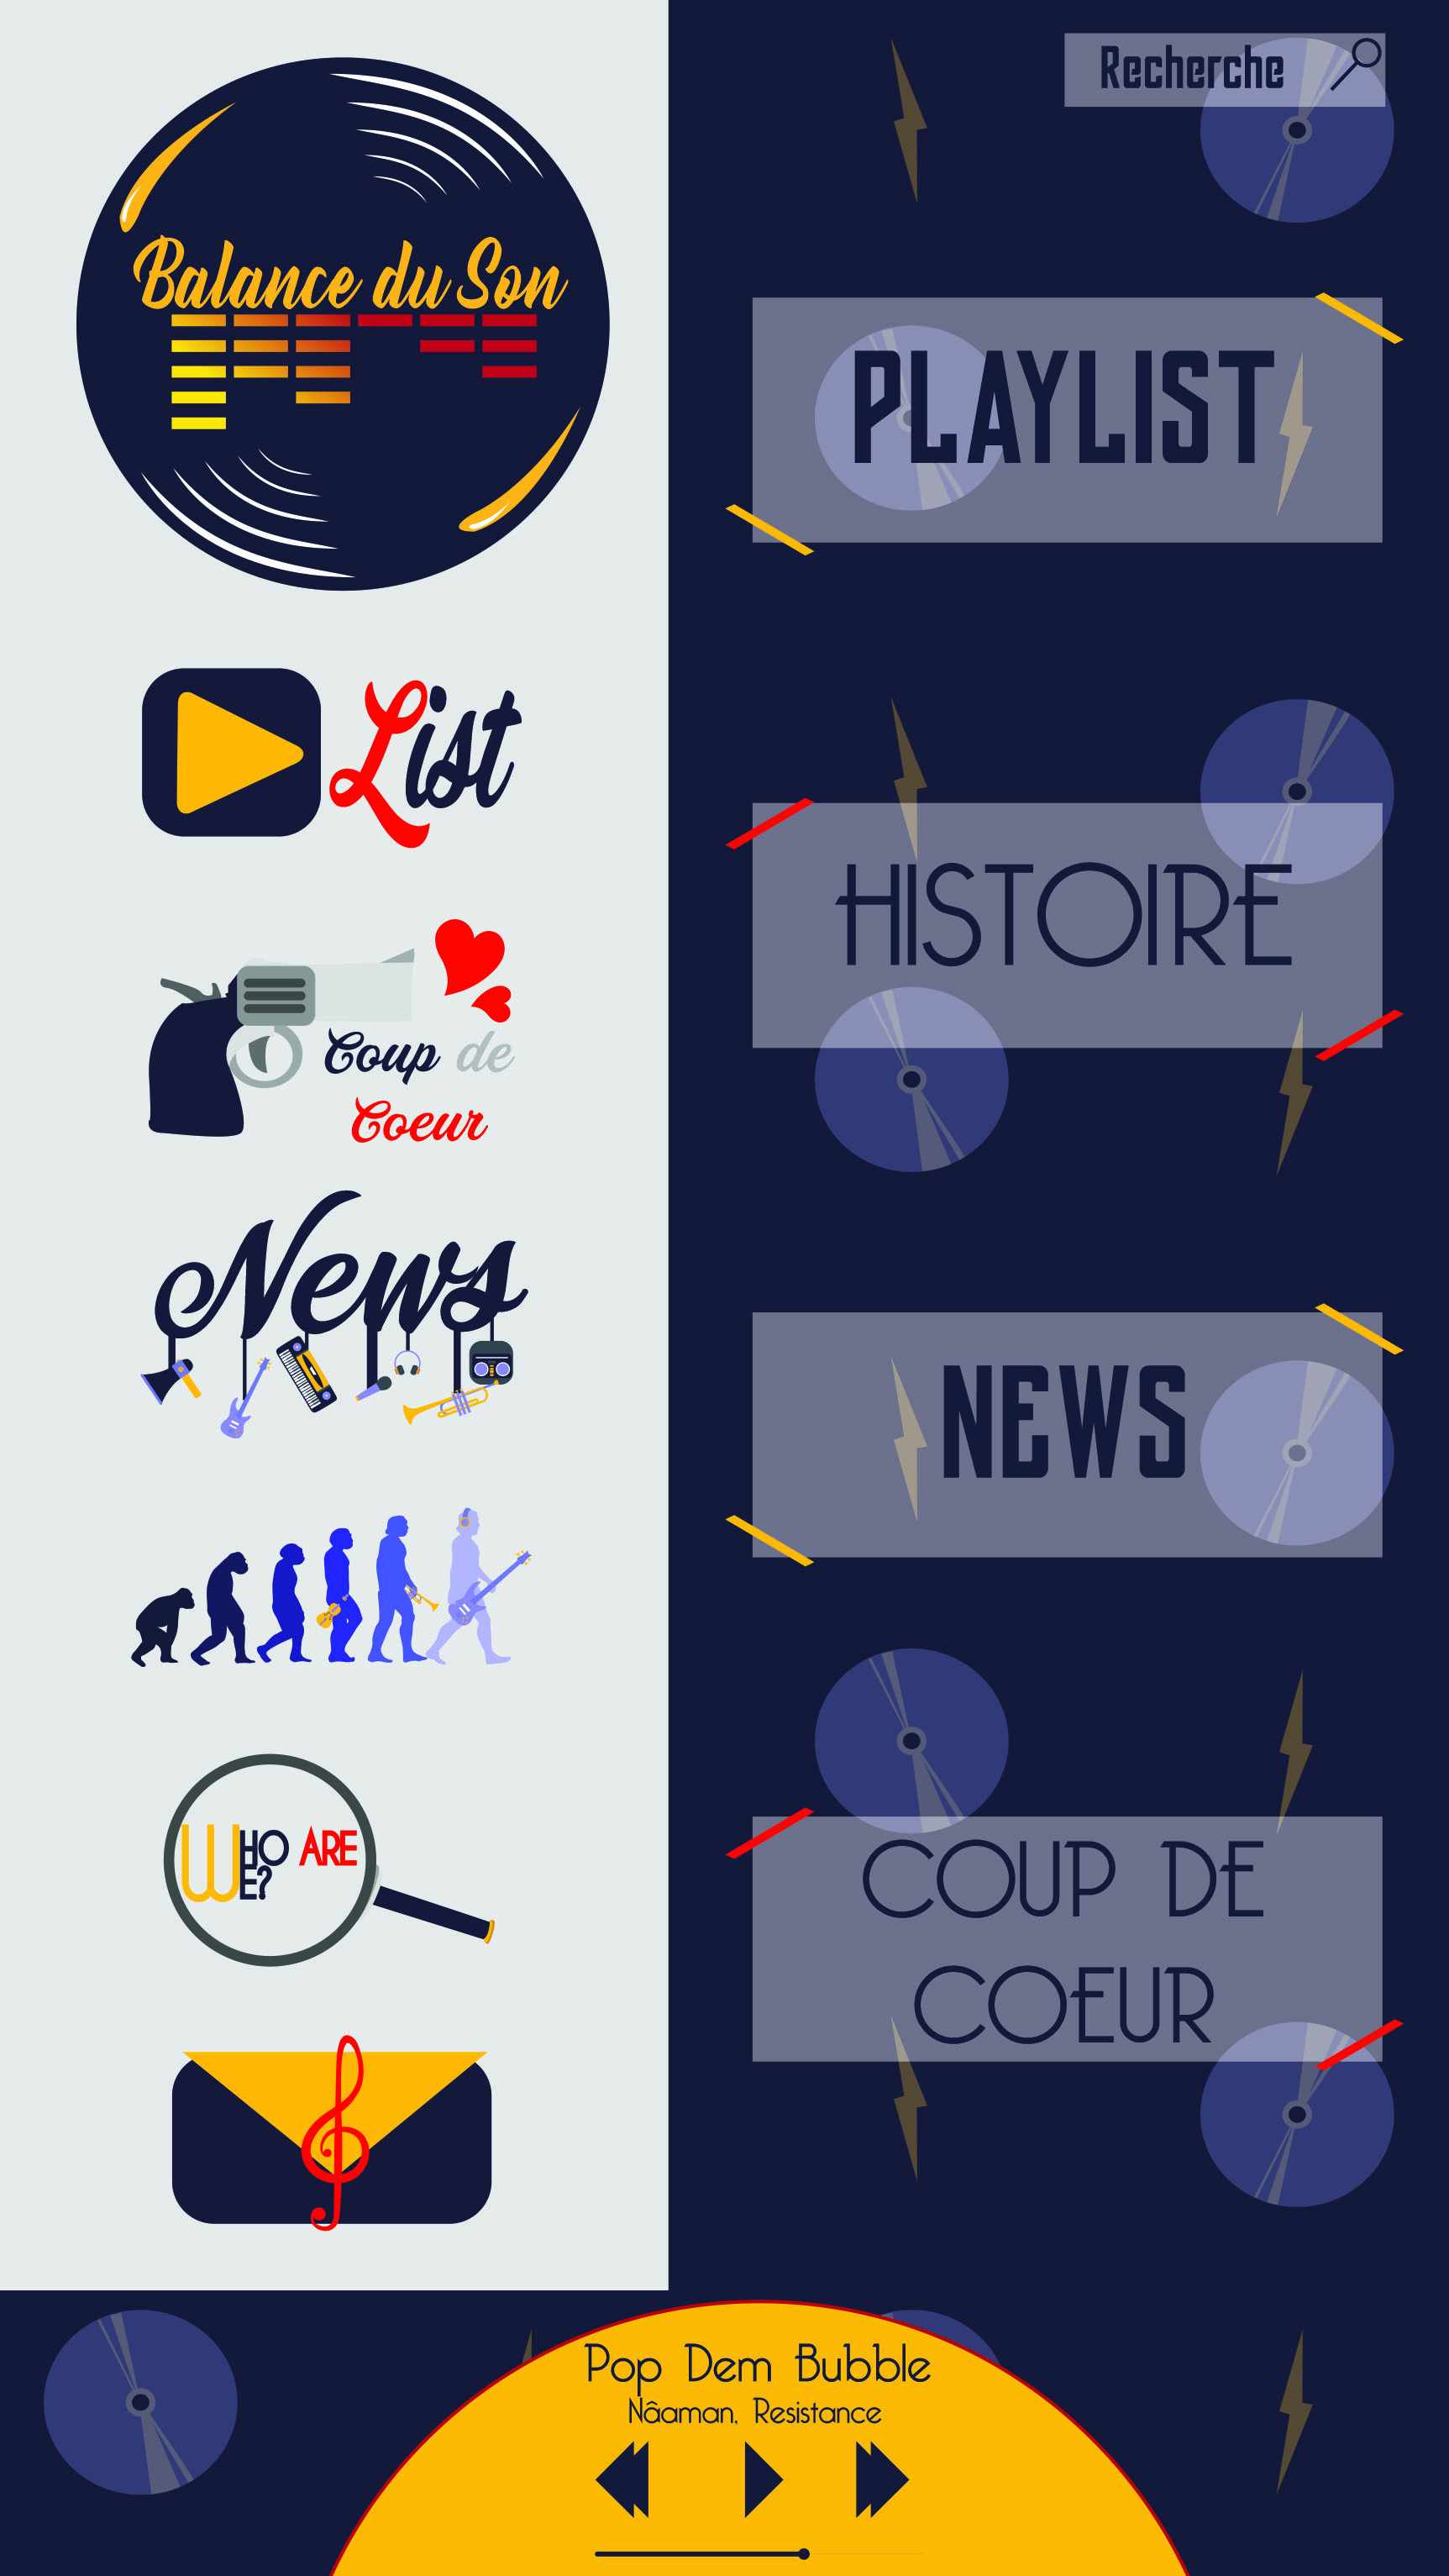 Balance du Son
List
Coup de
Coeur
News
WHO ARE
WE?
Recherche
PLAYLIST
HISTOIRE
NEWS
COUP DE
COEUR
Pop Dem Bubble
Nâaman, Resistance